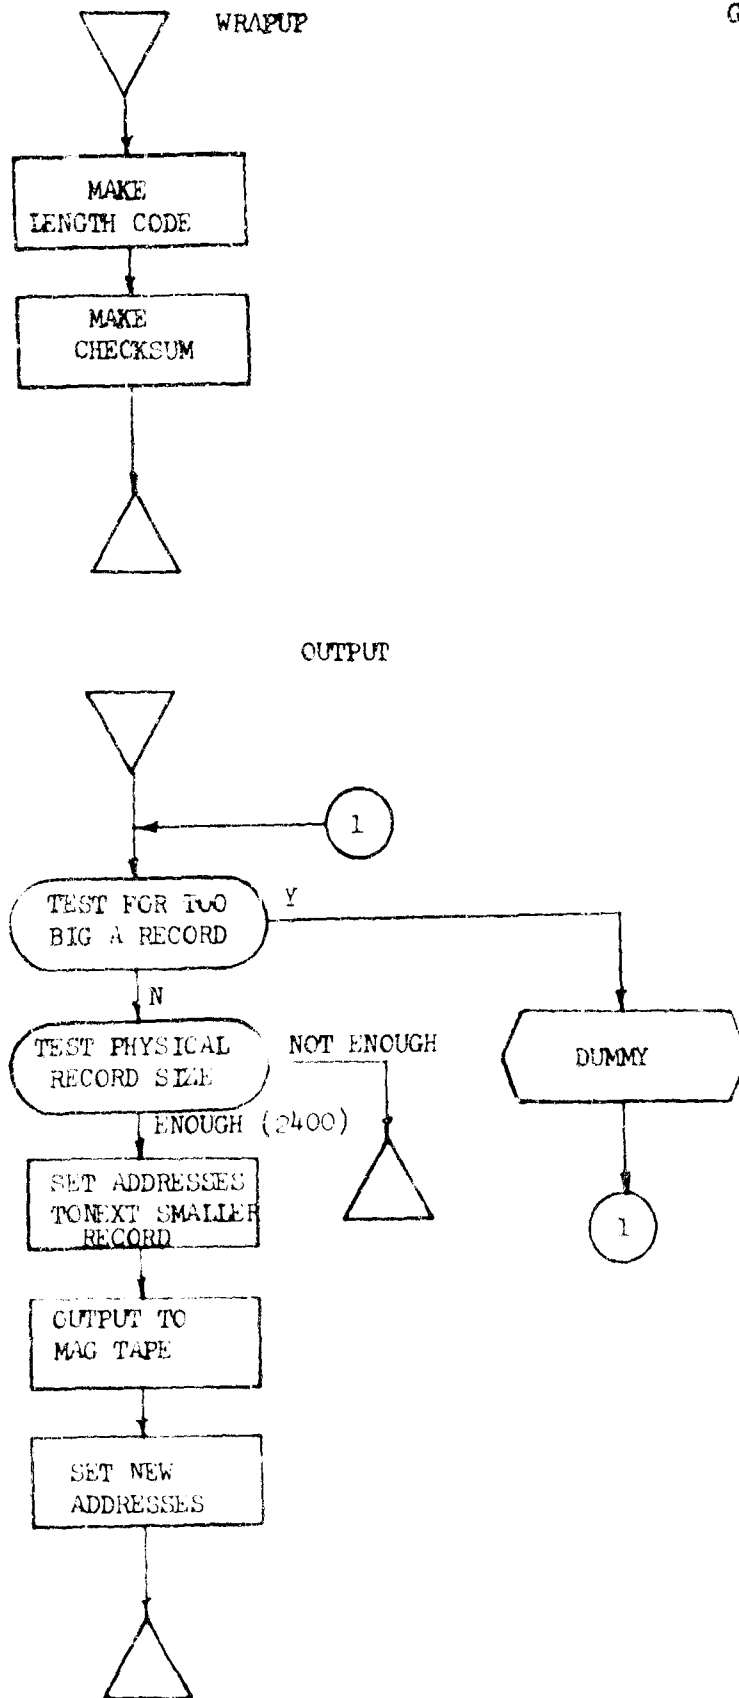 WRAPUP
G
MAKE
LENGTH CODE
MAKE
CHECKSUM
OUTPUT
1
TEST FOR TOO
BIG A RECORD
Y
N
TEST PHYSICAL
RECORD SIZE
NOT ENOUGH
DUMMY
ENOUGH (2400)
SET ADDRESSES
TONEXT SMALLER
RECORD
1
OUTPUT TO
MAG TAPE
SET NEW
ADDRESSES